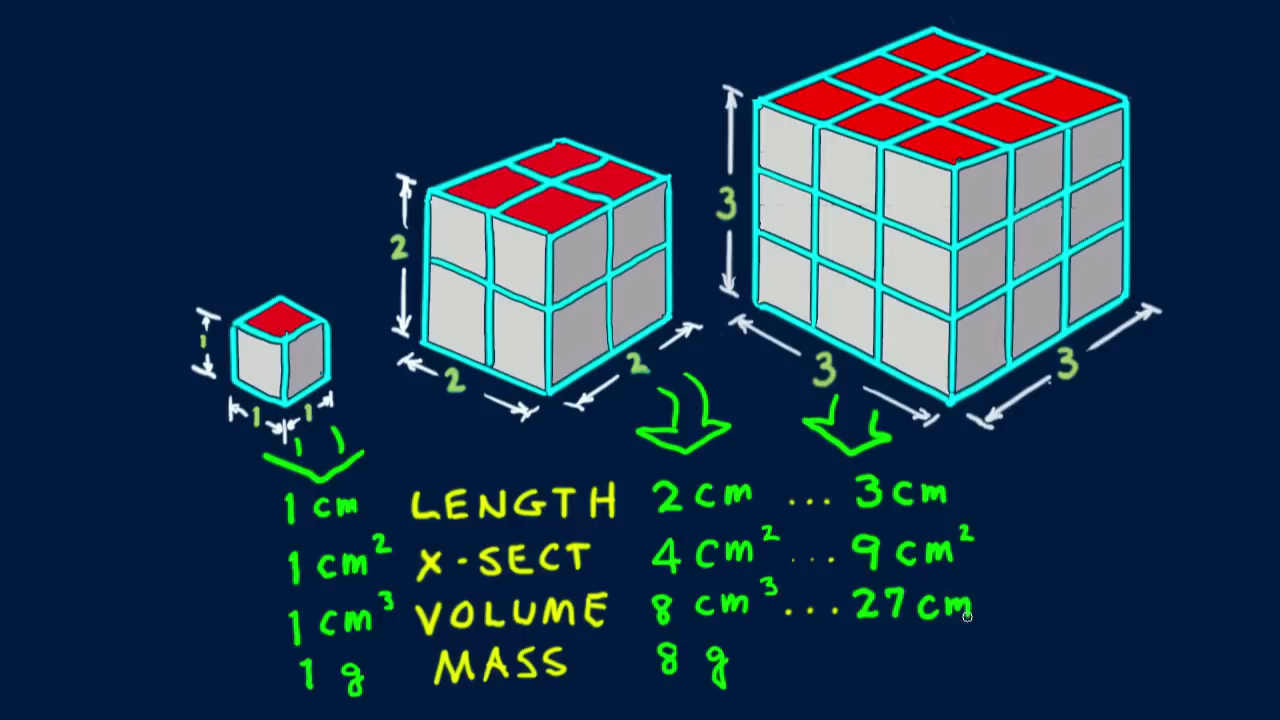 3
2
1
3
3
2
2
1
1
1 cm LENGTH 2 cm ... 3 cm
1 cm² X-SECT 4 cm² ... 9 cm²
1 cm³ VOLUME 8 cm³ ... 27 cm
1 g MASS 8 g